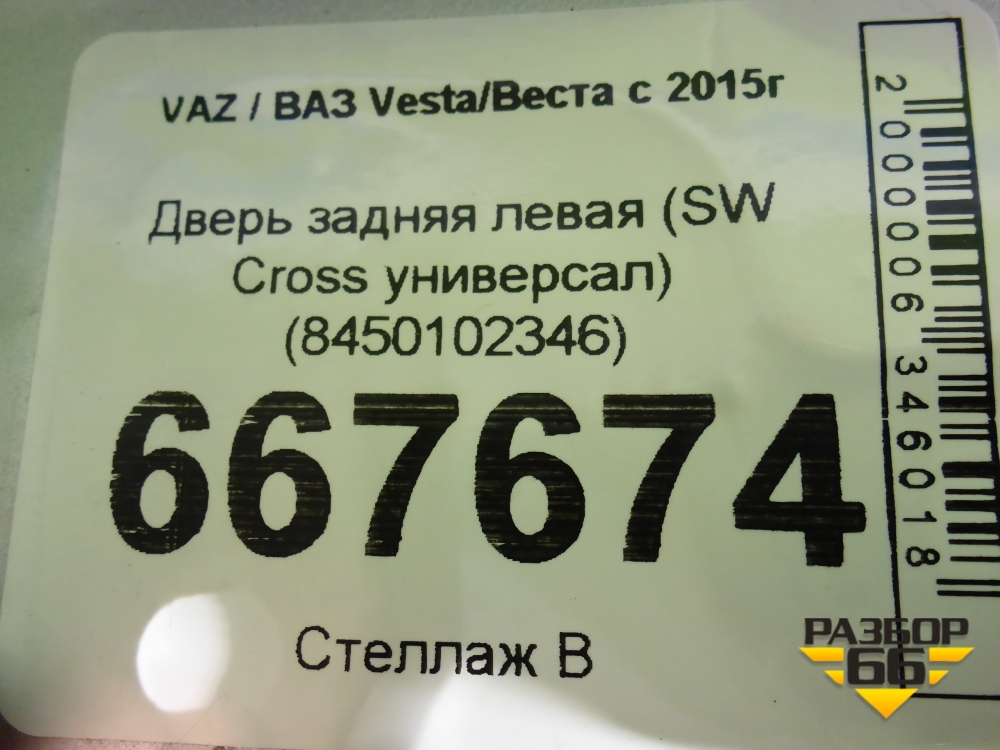 VAZ / ВАЗ Vesta/Веста с 2015г
Дверь задняя левая (SW
Cross универсал)
(8450102346)
667674
Стеллаж В
2000006346018
РАЗБОР
66